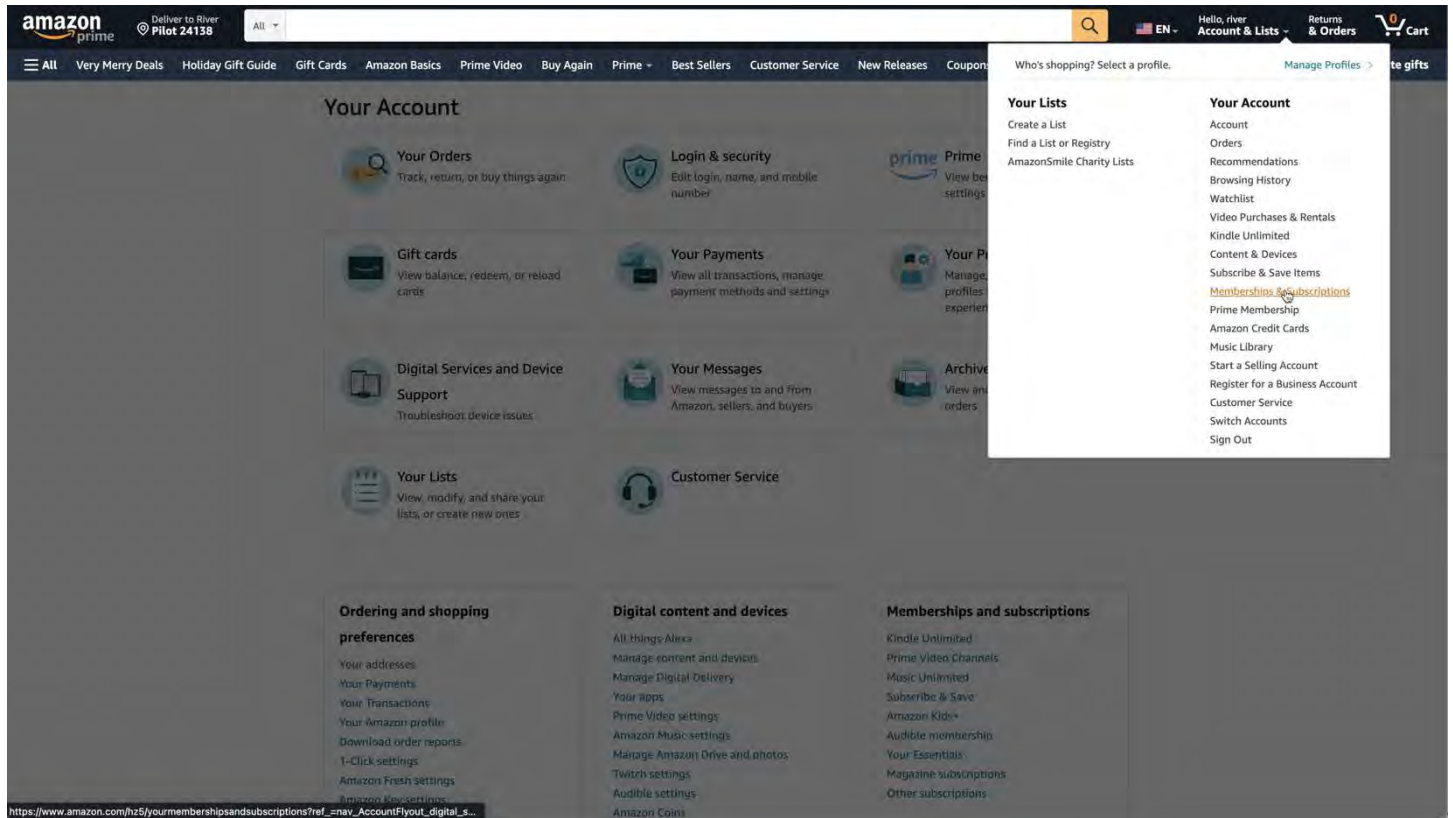 amazon
prime
Deliver to River
Pilot 24138
All
EN
Hello, river
Account & Lists
Returns
& Orders
0
Cart
All
Very Merry Deals
Holiday Gift Guide
Gift Cards
Amazon Basics
Prime Video
Buy Again
Prime
Best Sellers
Customer Service
New Releases
Coupons
te gifts
Who's shopping? Select a profile.
Manage Profiles
Your Lists
Create a List
Find a List or Registry
AmazonSmile Charity Lists
Your Account
Account
Orders
Recommendations
Browsing History
Watchlist
Video Purchases & Rentals
Kindle Unlimited
Content & Devices
Subscribe & Save Items
Memberships & Subscriptions
Prime Membership
Amazon Credit Cards
Music Library
Start a Selling Account
Register for a Business Account
Customer Service
Switch Accounts
Sign Out
Your Account
Your Orders
Track, return, or buy things again
Login & security
Edit login, name, and mobile
number
prime
Prime
View be
settings
Gift cards
View balance, redeem, or reload
cards
Your Payments
View all transactions, manage
payment methods and settings
Your P
Manage,
profiles
experien
Digital Services and Device
Support
Troubleshoot device issues
Your Messages
View messages to and from
Amazon, sellers, and buyers
Archive
View an
orders
Your Lists
View, modify, and share your
lists, or create new ones
Customer Service
Ordering and shopping
preferences
Your addresses
Your Payments
Your Transactions
Your Amazon profile
Download order reports
1-Click settings
Amazon Fresh settings
Amazon Key settings
Digital content and devices
All things Alexa
Manage content and devices
Manage Digital Delivery
Your apps
Prime Video settings
Amazon Music settings
Manage Amazon Drive and photos
Twitch settings
Audible settings
Amazon Coins
Memberships and subscriptions
Kindle Unlimited
Prime Video Channels
Music Unlimited
Subscribe & Save
Amazon Kids+
Audible membership
Your Essentials
Magazine subscriptions
Other subscriptions
https://www.amazon.com/hz5/yourmembershipsandsubscriptions?ref_=nav_AccountFlyout_digital_s...